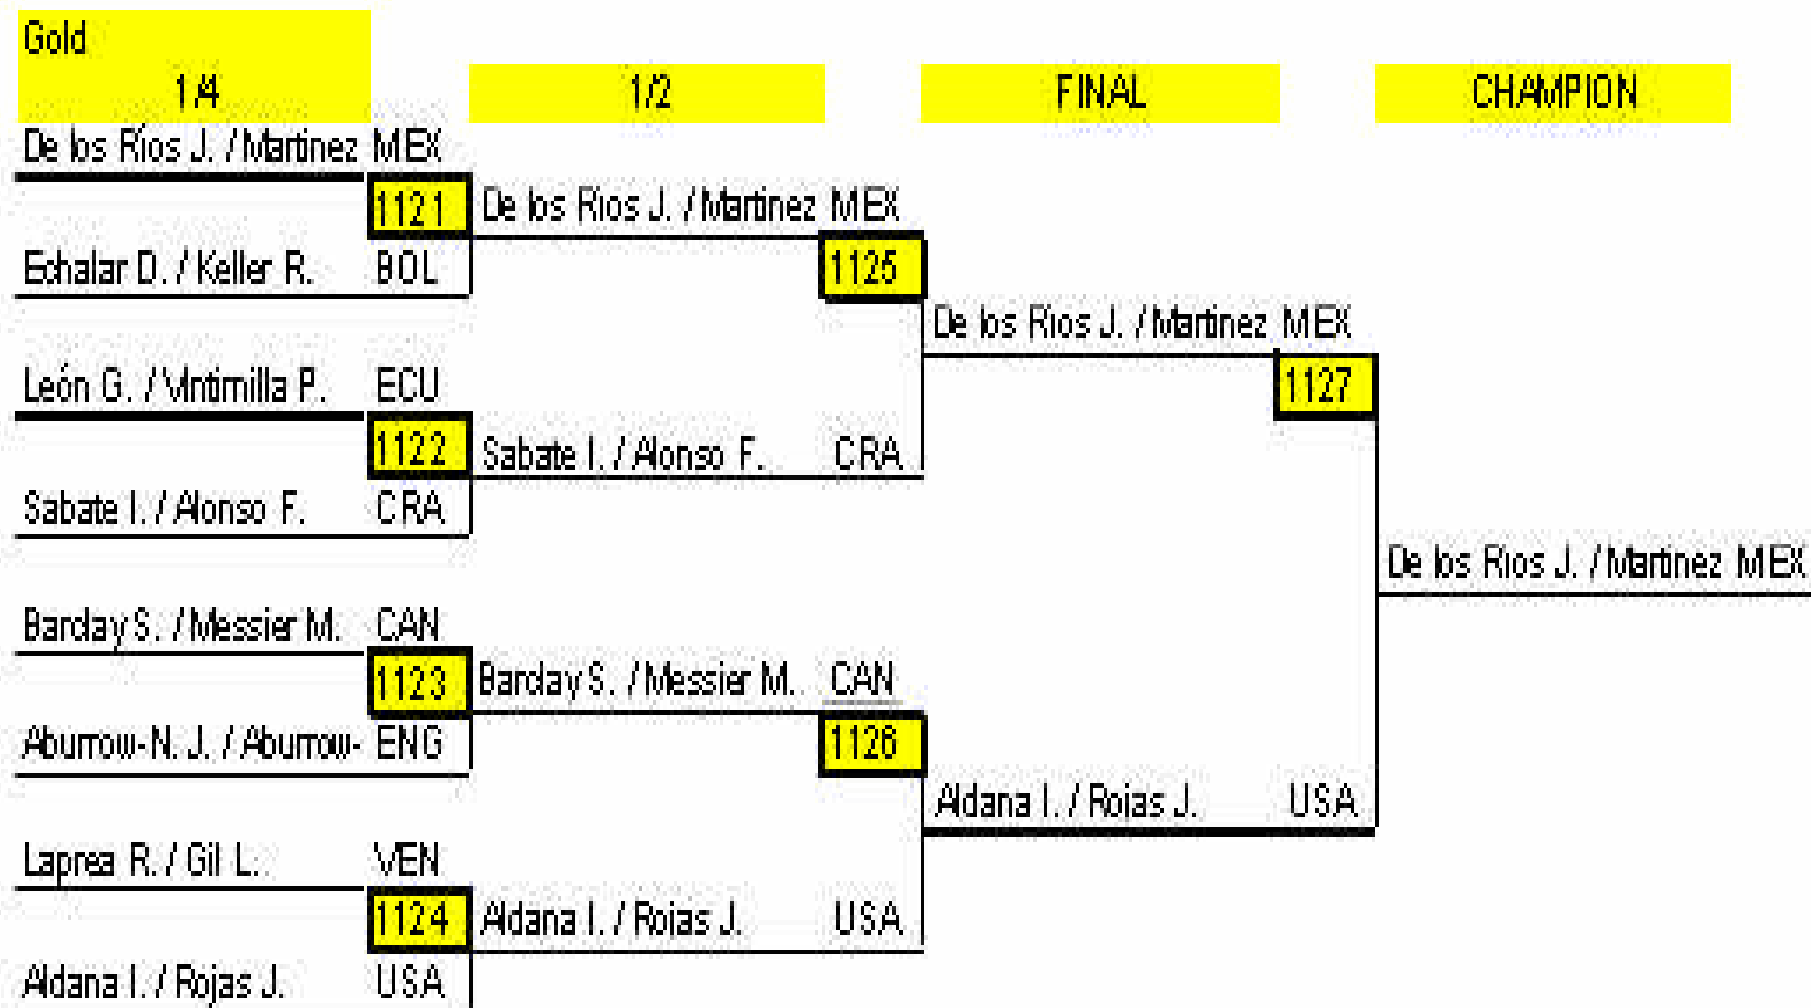 Gold
1/4 1/2 FINAL CHAMPION
De los Ríos J. / Martinez MEX
1121 De los Rios J. / Martinez MEX
Echalar D. / Keller R. BOL 1125
De los Rios J. / Martinez MEX
León G. / Vintimilla P. ECU 1127
1122 Sabate I. / Alonso F. CRA
Sabate I. / Alonso F. CRA
De los Rios J. / Martinez MEX
Barclay S. / Messier M. CAN
1123 Barclay S. / Messier M. CAN
Aburrow-N. J. / Aburrow- ENG 1126
Aldana I. / Rojas J. USA
Laprea R. / Gil L. VEN
1124 Aldana I. / Rojas J. USA
Aldana I. / Rojas J. USA